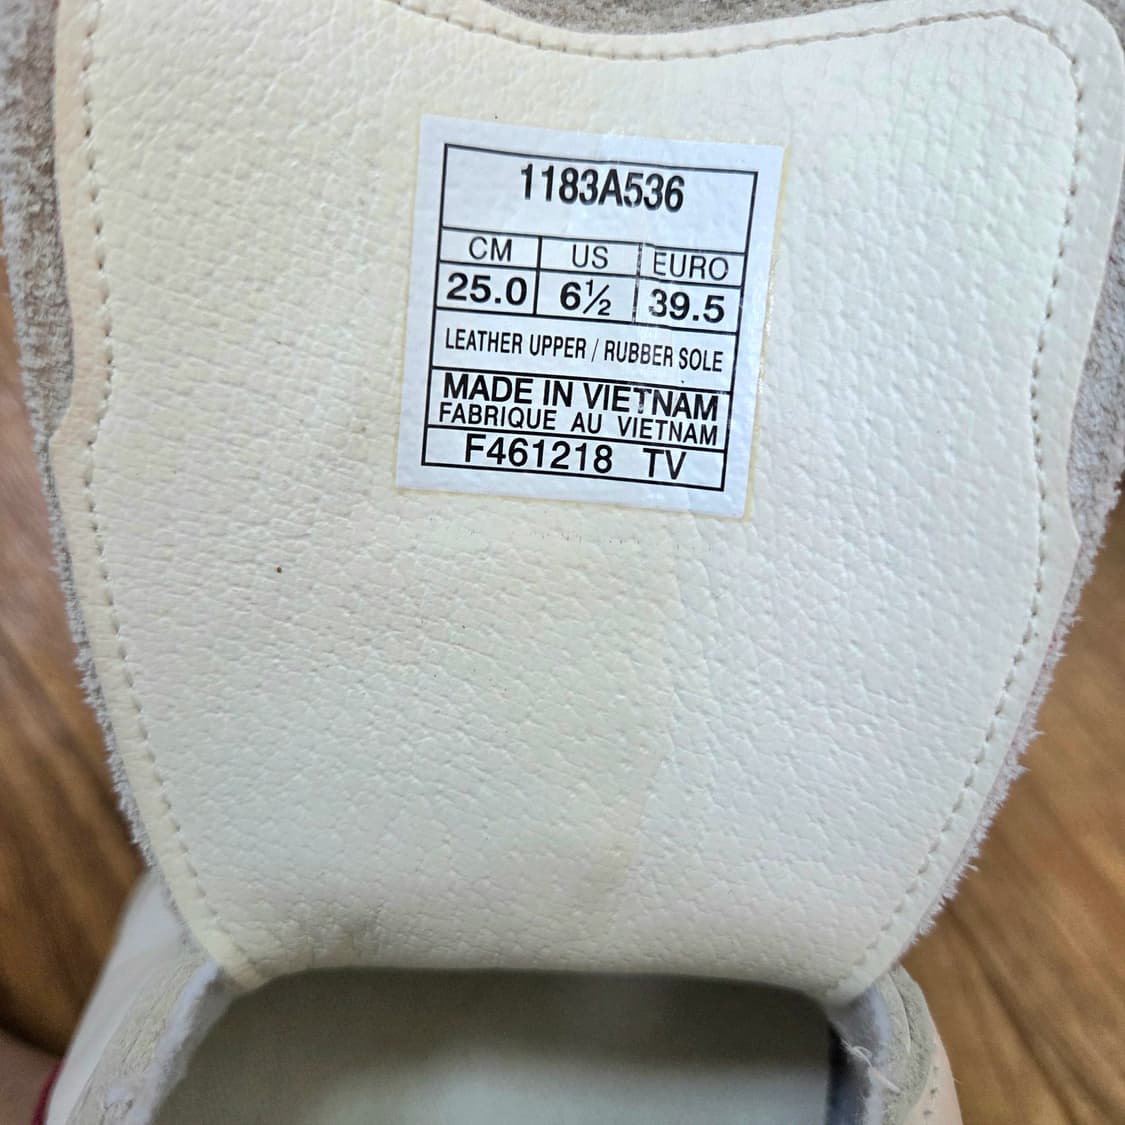 1183A536
CM US EURO
25.0 6½ 39.5
LEATHER UPPER / RUBBER SOLE
MADE IN VIETNAM
FABRIQUE AU VIETNAM
F461218 TV